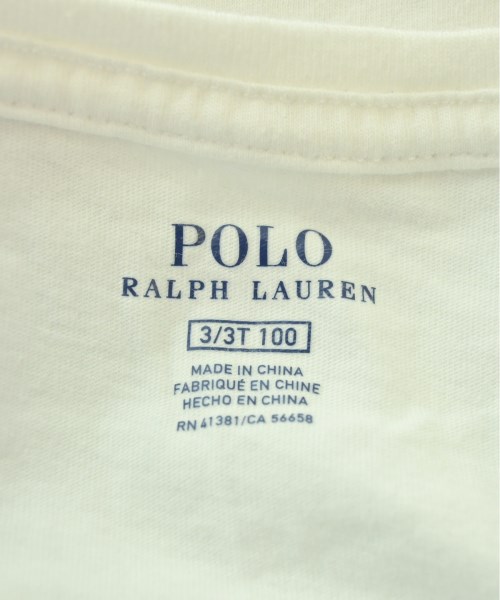 POLO
RALPH LAUREN
3/3T 100
MADE IN CHINA
FABRIQUÉ EN CHINE
HECHO EN CHINA
RN 41381/CA 56658